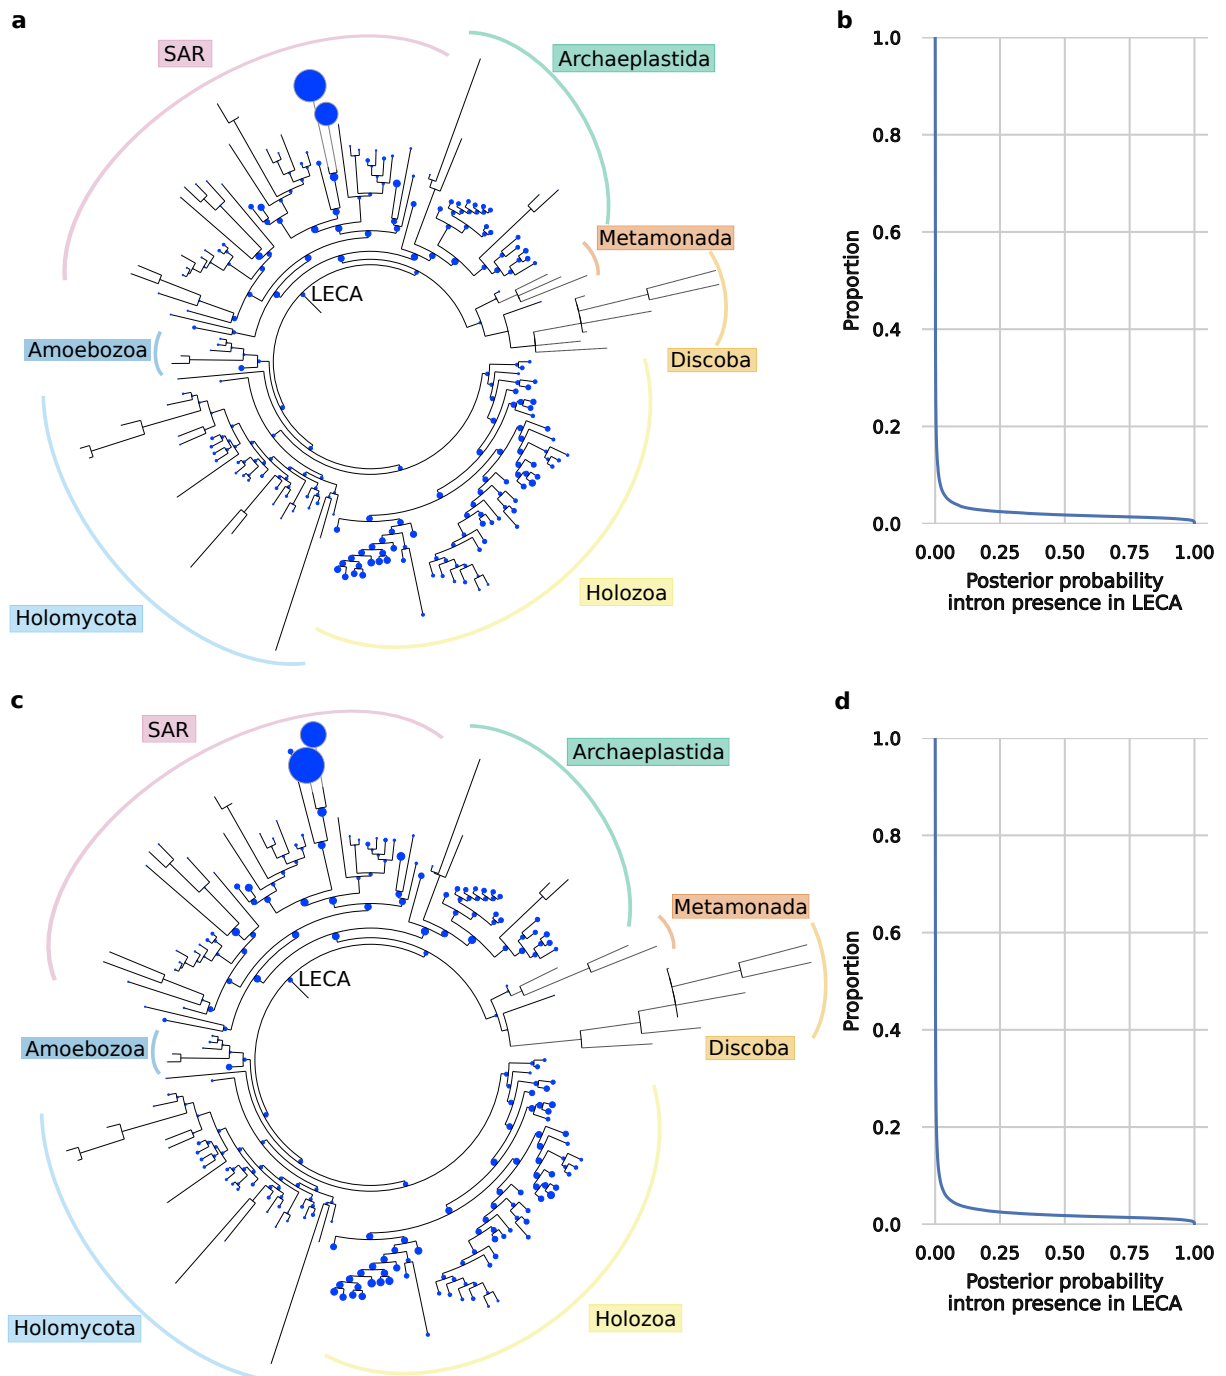 a
SAR
Archaeplastida
Metamonada
LECA
Amoebozoa
Discoba
Holozoa
Holomycota
b
1.0
0.8
0.6
0.4
0.2
0.0
Proportion
0.00 0.25 0.50 0.75 1.00
Posterior probability
intron presence in LECA
c
SAR
Archaeplastida
Metamonada
LECA
Amoebozoa
Discoba
Holozoa
Holomycota
d
1.0
0.8
0.6
0.4
0.2
0.0
Proportion
0.00 0.25 0.50 0.75 1.00
Posterior probability
intron presence in LECA